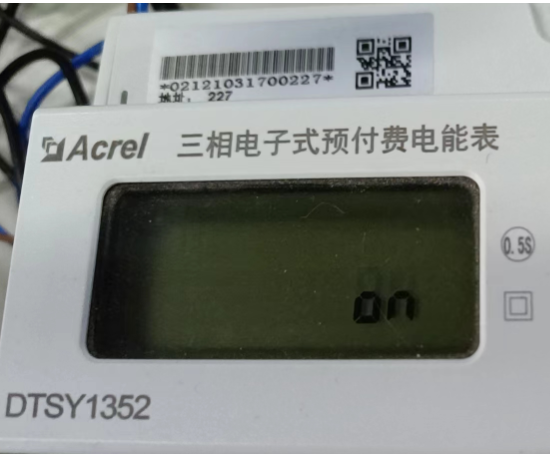 *02121031700227*
地址: 227
Acrel 三相电子式预付费电能表
0.5S
on
DTSY1352